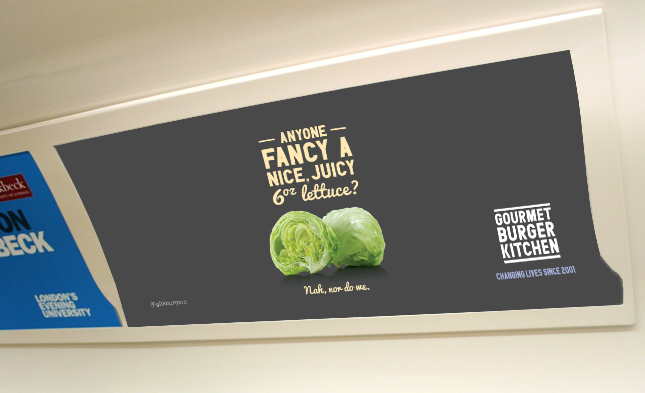 ON
BECK
LONDON'S
EVENING
UNIVERSITY
ANYONE
FANCY A
NICE, JUICY
6oz lettuce?
Nah, nor do we.
GOURMET
BURGER
KITCHEN
CHANGING LIVES SINCE 2001